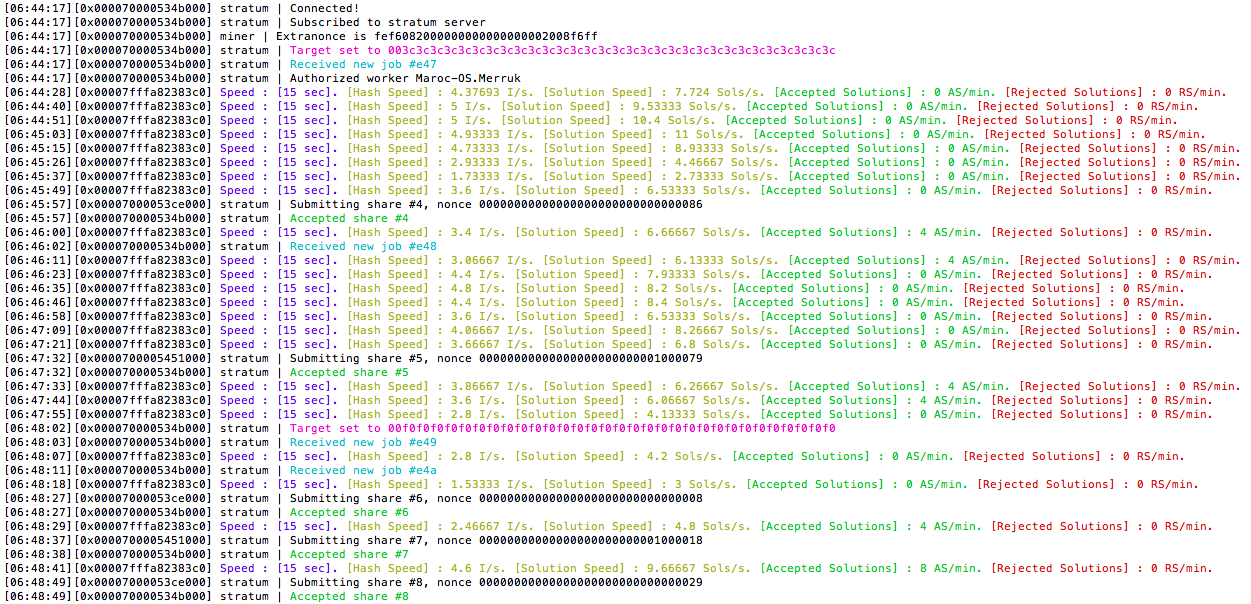 [06:44:17][0x000070000534b000] stratum | Connected!
[06:44:17][0x000070000534b000] stratum | Subscribed to stratum server
[06:44:17][0x000070000534b000] miner | Extranonce is fef6082000000000000000002008f6ff
[06:44:17][0x000070000534b000] stratum | Target set to 003c3c3c3c3c3c3c3c3c3c3c3c3c3c3c3c3c3c3c3c3c3c3c3c3c3c3c3c3c3c3c
[06:44:17][0x000070000534b000] stratum | Received new job #e47
[06:44:17][0x000070000534b000] stratum | Authorized worker Maroc-OS.Merruk
[06:44:28][0x00007fffa82383c0] Speed : [15 sec]. [Hash Speed] : 4.37693 I/s. [Solution Speed] : 7.724 Sols/s. [Accepted Solutions] : 0 AS/min. [Rejected Solutions] : 0 RS/min.
[06:44:40][0x00007fffa82383c0] Speed : [15 sec]. [Hash Speed] : 5 I/s. [Solution Speed] : 9.53333 Sols/s. [Accepted Solutions] : 0 AS/min. [Rejected Solutions] : 0 RS/min.
[06:44:51][0x00007fffa82383c0] Speed : [15 sec]. [Hash Speed] : 5 I/s. [Solution Speed] : 10.4 Sols/s. [Accepted Solutions] : 0 AS/min. [Rejected Solutions] : 0 RS/min.
[06:45:03][0x00007fffa82383c0] Speed : [15 sec]. [Hash Speed] : 4.93333 I/s. [Solution Speed] : 11 Sols/s. [Accepted Solutions] : 0 AS/min. [Rejected Solutions] : 0 RS/min.
[06:45:15][0x00007fffa82383c0] Speed : [15 sec]. [Hash Speed] : 4.73333 I/s. [Solution Speed] : 8.93333 Sols/s. [Accepted Solutions] : 0 AS/min. [Rejected Solutions] : 0 RS/min.
[06:45:26][0x00007fffa82383c0] Speed : [15 sec]. [Hash Speed] : 2.93333 I/s. [Solution Speed] : 4.46667 Sols/s. [Accepted Solutions] : 0 AS/min. [Rejected Solutions] : 0 RS/min.
[06:45:37][0x00007fffa82383c0] Speed : [15 sec]. [Hash Speed] : 1.73333 I/s. [Solution Speed] : 2.73333 Sols/s. [Accepted Solutions] : 0 AS/min. [Rejected Solutions] : 0 RS/min.
[06:45:49][0x00007fffa82383c0] Speed : [15 sec]. [Hash Speed] : 3.6 I/s. [Solution Speed] : 6.53333 Sols/s. [Accepted Solutions] : 0 AS/min. [Rejected Solutions] : 0 RS/min.
[06:45:57][0x00007000053ce000] stratum | Submitting share #4, nonce 00000000000000000000000000000086
[06:45:57][0x000070000534b000] stratum | Accepted share #4
[06:46:00][0x00007fffa82383c0] Speed : [15 sec]. [Hash Speed] : 3.4 I/s. [Solution Speed] : 6.66667 Sols/s. [Accepted Solutions] : 4 AS/min. [Rejected Solutions] : 0 RS/min.
[06:46:02][0x000070000534b000] stratum | Received new job #e48
[06:46:11][0x00007fffa82383c0] Speed : [15 sec]. [Hash Speed] : 3.06667 I/s. [Solution Speed] : 6.13333 Sols/s. [Accepted Solutions] : 4 AS/min. [Rejected Solutions] : 0 RS/min.
[06:46:23][0x00007fffa82383c0] Speed : [15 sec]. [Hash Speed] : 4.4 I/s. [Solution Speed] : 7.93333 Sols/s. [Accepted Solutions] : 0 AS/min. [Rejected Solutions] : 0 RS/min.
[06:46:35][0x00007fffa82383c0] Speed : [15 sec]. [Hash Speed] : 4.8 I/s. [Solution Speed] : 8.2 Sols/s. [Accepted Solutions] : 0 AS/min. [Rejected Solutions] : 0 RS/min.
[06:46:46][0x00007fffa82383c0] Speed : [15 sec]. [Hash Speed] : 4.4 I/s. [Solution Speed] : 8.4 Sols/s. [Accepted Solutions] : 0 AS/min. [Rejected Solutions] : 0 RS/min.
[06:46:58][0x00007fffa82383c0] Speed : [15 sec]. [Hash Speed] : 3.6 I/s. [Solution Speed] : 6.53333 Sols/s. [Accepted Solutions] : 0 AS/min. [Rejected Solutions] : 0 RS/min.
[06:47:09][0x00007fffa82383c0] Speed : [15 sec]. [Hash Speed] : 4.06667 I/s. [Solution Speed] : 8.26667 Sols/s. [Accepted Solutions] : 0 AS/min. [Rejected Solutions] : 0 RS/min.
[06:47:21][0x00007fffa82383c0] Speed : [15 sec]. [Hash Speed] : 3.66667 I/s. [Solution Speed] : 6.8 Sols/s. [Accepted Solutions] : 0 AS/min. [Rejected Solutions] : 0 RS/min.
[06:47:32][0x0000700005451000] stratum | Submitting share #5, nonce 00000000000000000000000001000079
[06:47:32][0x000070000534b000] stratum | Accepted share #5
[06:47:33][0x00007fffa82383c0] Speed : [15 sec]. [Hash Speed] : 3.86667 I/s. [Solution Speed] : 6.26667 Sols/s. [Accepted Solutions] : 4 AS/min. [Rejected Solutions] : 0 RS/min.
[06:47:44][0x00007fffa82383c0] Speed : [15 sec]. [Hash Speed] : 3.6 I/s. [Solution Speed] : 6.06667 Sols/s. [Accepted Solutions] : 4 AS/min. [Rejected Solutions] : 0 RS/min.
[06:47:55][0x00007fffa82383c0] Speed : [15 sec]. [Hash Speed] : 2.8 I/s. [Solution Speed] : 4.13333 Sols/s. [Accepted Solutions] : 0 AS/min. [Rejected Solutions] : 0 RS/min.
[06:48:02][0x000070000534b000] stratum | Target set to 00f0f0f0f0f0f0f0f0f0f0f0f0f0f0f0f0f0f0f0f0f0f0f0f0f0f0f0f0f0f0f0
[06:48:03][0x000070000534b000] stratum | Received new job #e49
[06:48:07][0x00007fffa82383c0] Speed : [15 sec]. [Hash Speed] : 2.8 I/s. [Solution Speed] : 4.2 Sols/s. [Accepted Solutions] : 0 AS/min. [Rejected Solutions] : 0 RS/min.
[06:48:11][0x000070000534b000] stratum | Received new job #e4a
[06:48:18][0x00007fffa82383c0] Speed : [15 sec]. [Hash Speed] : 1.53333 I/s. [Solution Speed] : 3 Sols/s. [Accepted Solutions] : 0 AS/min. [Rejected Solutions] : 0 RS/min.
[06:48:27][0x00007000053ce000] stratum | Submitting share #6, nonce 00000000000000000000000000000008
[06:48:27][0x000070000534b000] stratum | Accepted share #6
[06:48:29][0x00007fffa82383c0] Speed : [15 sec]. [Hash Speed] : 2.46667 I/s. [Solution Speed] : 4.8 Sols/s. [Accepted Solutions] : 4 AS/min. [Rejected Solutions] : 0 RS/min.
[06:48:37][0x0000700005451000] stratum | Submitting share #7, nonce 00000000000000000000000001000018
[06:48:38][0x000070000534b000] stratum | Accepted share #7
[06:48:41][0x00007fffa82383c0] Speed : [15 sec]. [Hash Speed] : 4.6 I/s. [Solution Speed] : 9.66667 Sols/s. [Accepted Solutions] : 8 AS/min. [Rejected Solutions] : 0 RS/min.
[06:48:49][0x00007000053ce000] stratum | Submitting share #8, nonce 00000000000000000000000000000029
[06:48:49][0x000070000534b000] stratum | Accepted share #8